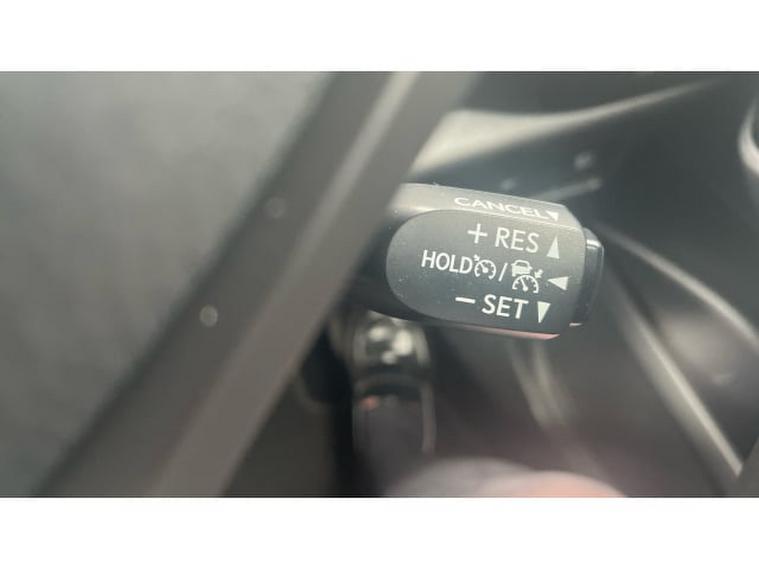 CANCEL▼
+ RES ▲
HOLD / ◀
− SET ▼